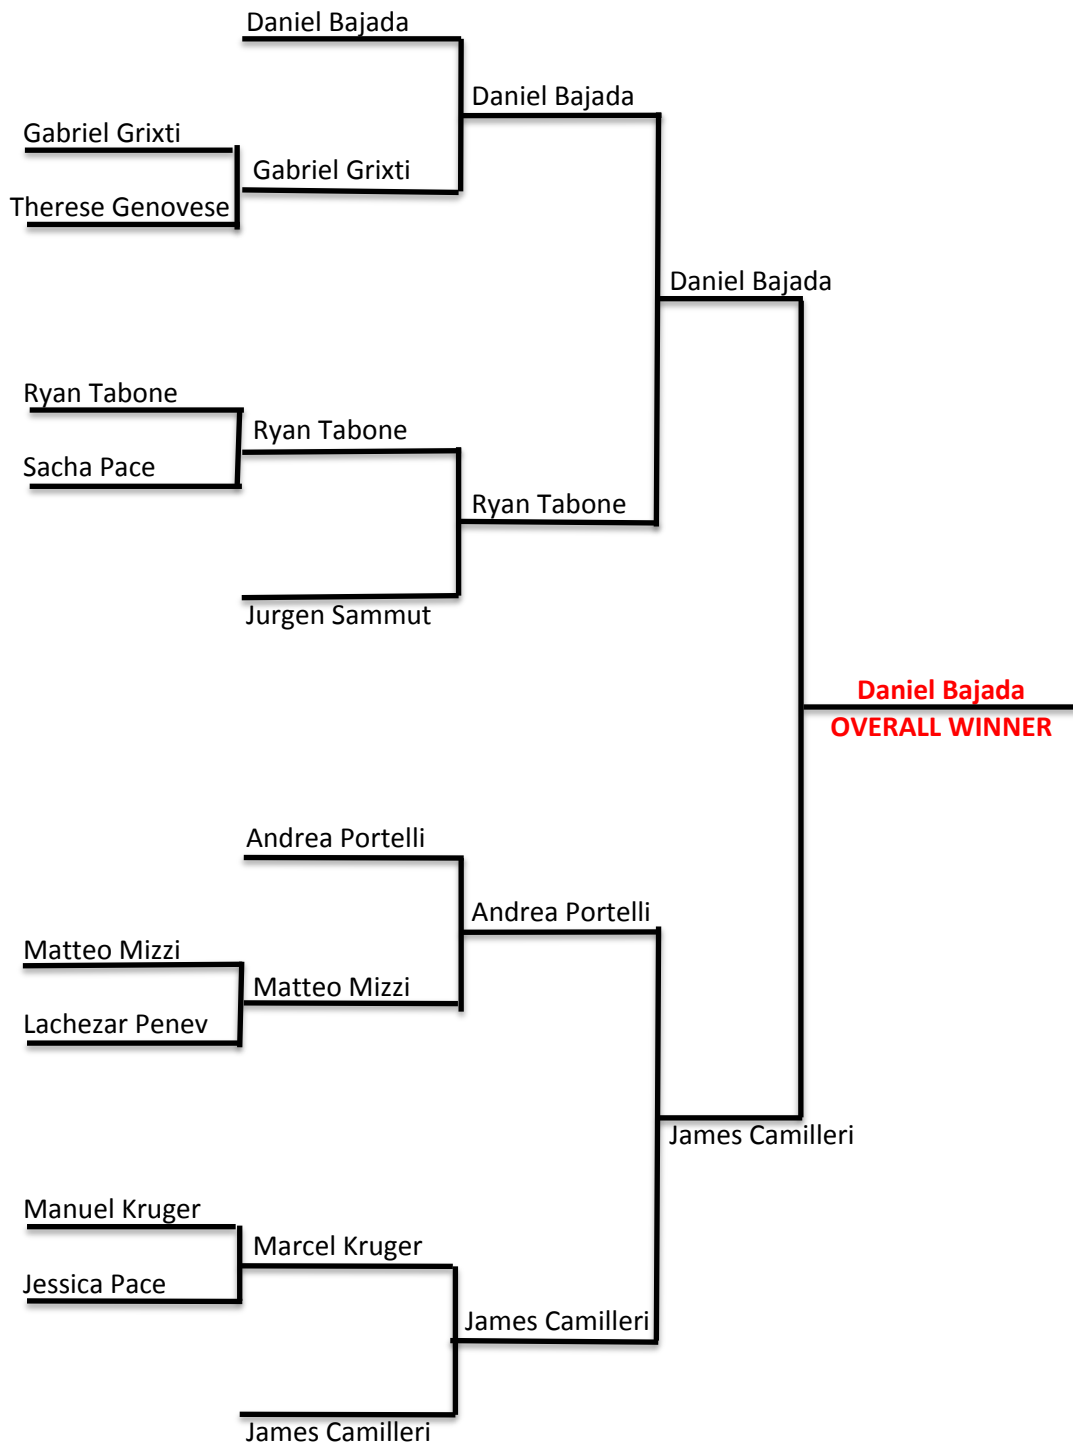 Daniel Bajada
Daniel Bajada
Gabriel Grixti
Gabriel Grixti
Therese Genovese
Daniel Bajada
Ryan Tabone
Ryan Tabone
Sacha Pace
Ryan Tabone
Jurgen Sammut
Daniel Bajada
OVERALL WINNER
Andrea Portelli
Andrea Portelli
Matteo Mizzi
Matteo Mizzi
Lachezar Penev
James Camilleri
Manuel Kruger
Marcel Kruger
Jessica Pace
James Camilleri
James Camilleri